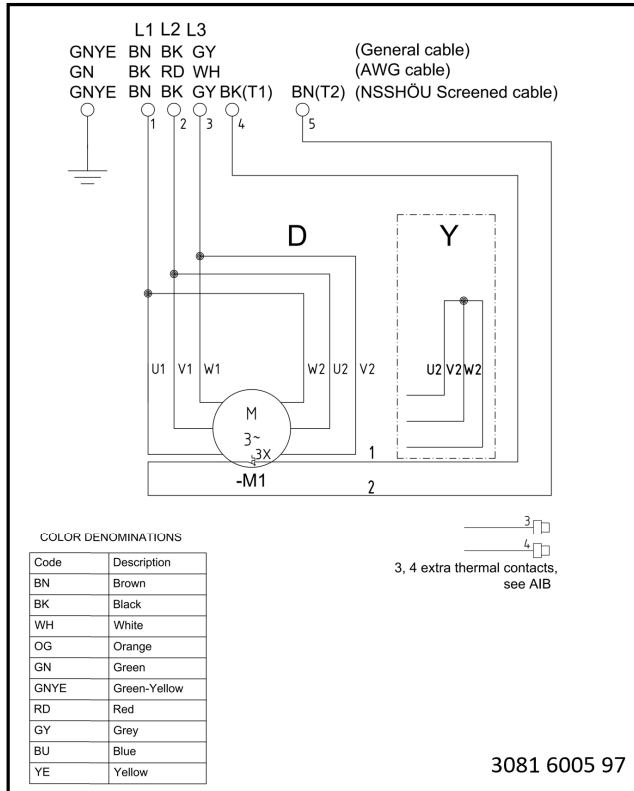 L1 L2 L3
GNYE BN BK GY (General cable)
GN BK RD WH (AWG cable)
GNYE BN BK GY BK(T1) BN(T2) (NSSHÖU Screened cable)
1 2 3 4 5
D Y
U1 V1 W1 W2 U2 V2 U2 V2 W2
M
3~
3X
1
-M1
2
3
4
3, 4 extra thermal contacts,
see AIB
COLOR DENOMINATIONS
Code Description
BN Brown
BK Black
WH White
OG Orange
GN Green
GNYE Green-Yellow
RD Red
GY Grey
BU Blue
YE Yellow
3081 6005 97